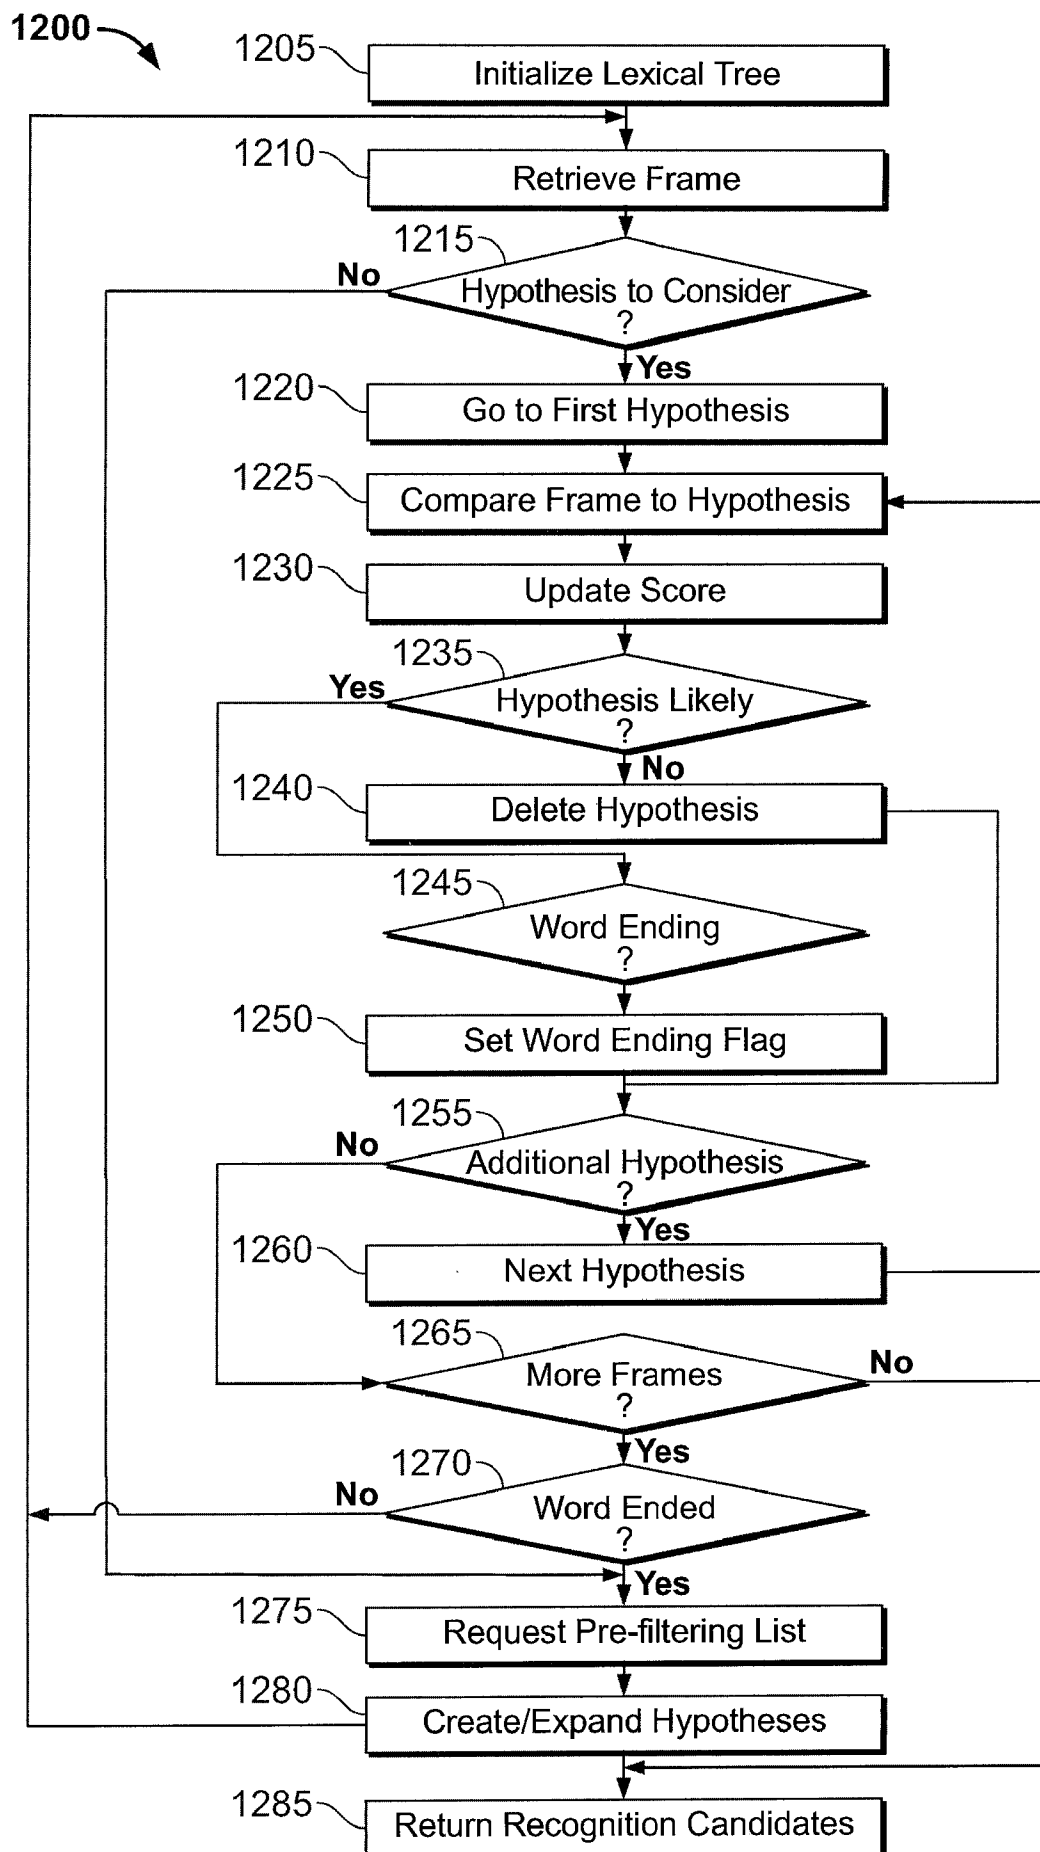 1200
1205
Initialize Lexical Tree
1210
Retrieve Frame
1215
No
Hypothesis to Consider
?
Yes
1220
Go to First Hypothesis
1225
Compare Frame to Hypothesis
1230
Update Score
1235
Yes
Hypothesis Likely
?
No
1240
Delete Hypothesis
1245
Word Ending
?
1250
Set Word Ending Flag
1255
No
Additional Hypothesis
?
Yes
1260
Next Hypothesis
1265
No
More Frames
?
Yes
1270
No
Word Ended
?
Yes
1275
Request Pre-filtering List
1280
Create/Expand Hypotheses
1285
Return Recognition Candidates